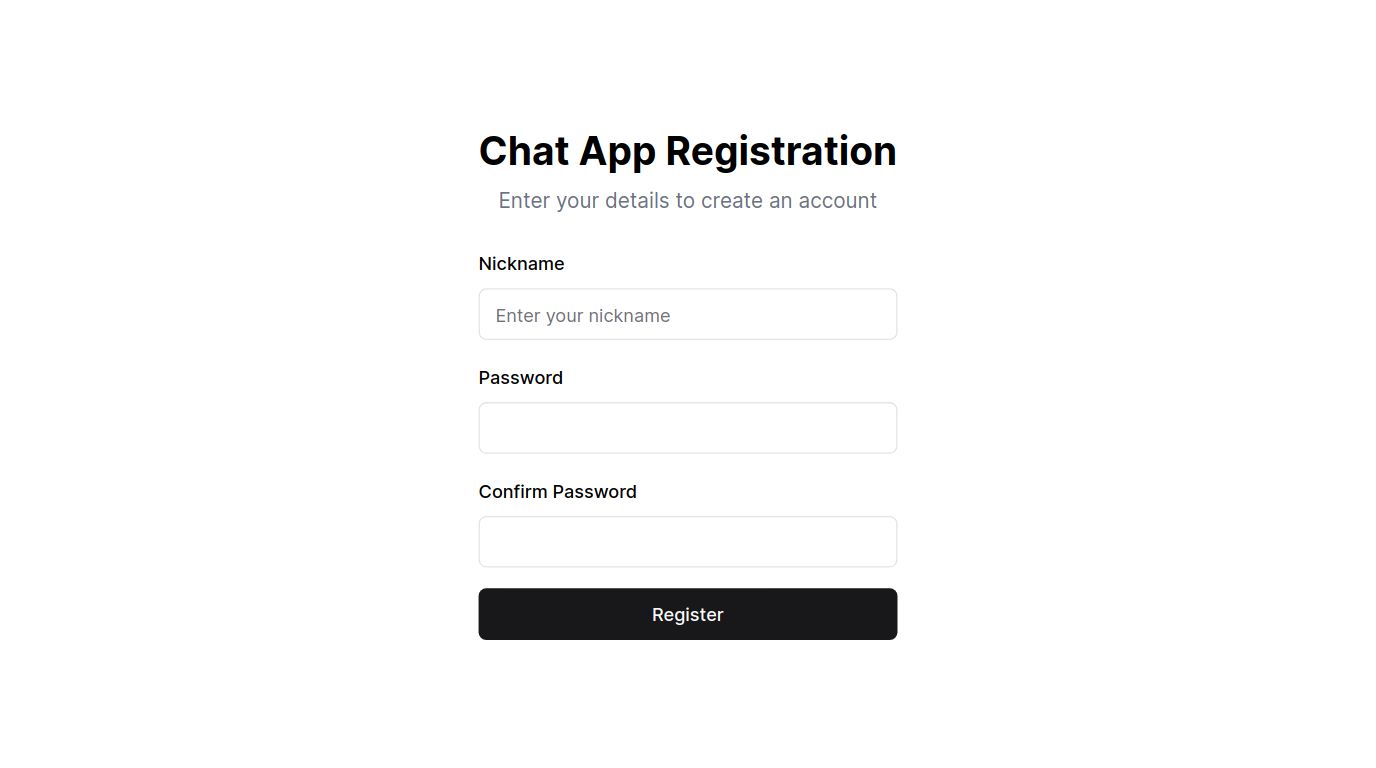 Chat App Registration
Enter your details to create an account
Nickname
Enter your nickname
Password
Confirm Password
Register